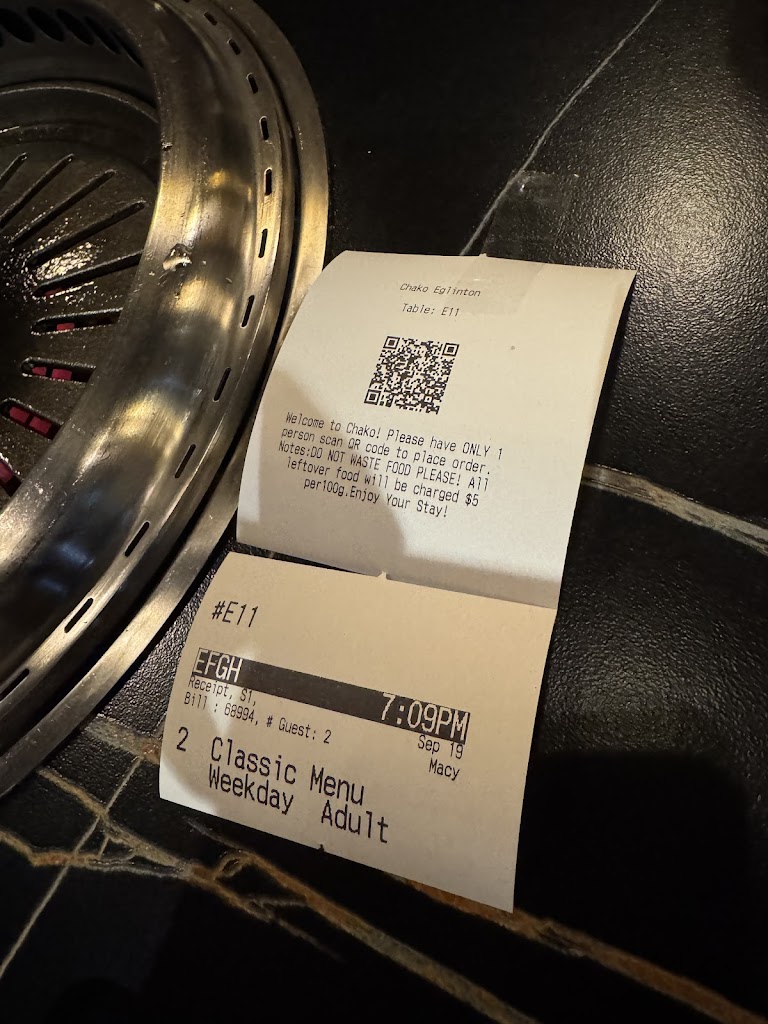 Chako Eglinton
Table: E11
Welcome to Chako! Please have ONLY 1
person scan QR code to place order.
Notes:DO NOT WASTE FOOD PLEASE! All
leftover food will be charged $5
per100g.Enjoy Your Stay!
#E11
EFGH 7:09PM
Receipt, S1, Sep 19
Bill : 68994, # Guest: 2 Macy
2 Classic Menu
Weekday Adult